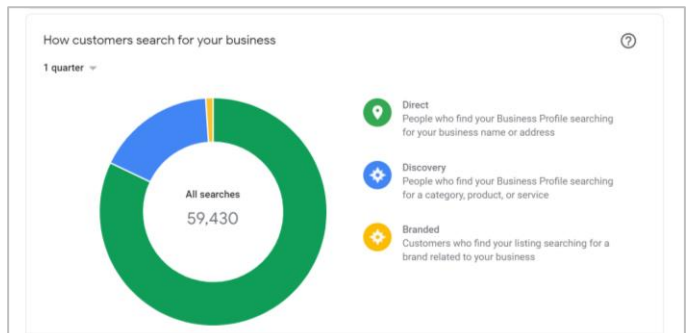 How customers search for your business
1 quarter
All searches
59,430
Direct
People who find your Business Profile searching
for your business name or address
Discovery
People who find your Business Profile searching
for a category, product, or service
Branded
Customers who find your listing searching for a
brand related to your business